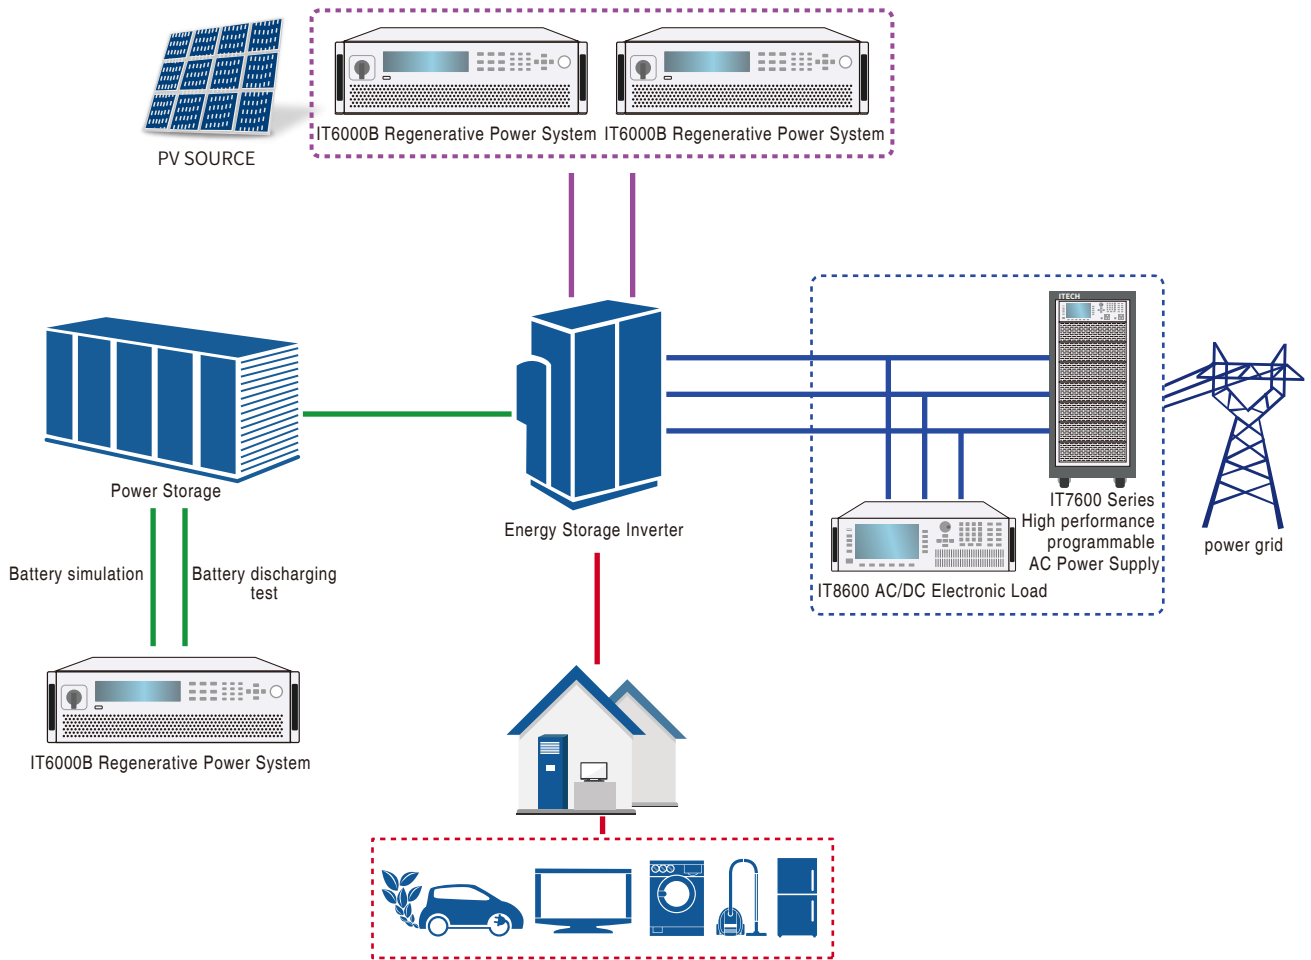 IT6000B Regenerative Power System
IT6000B Regenerative Power System
PV SOURCE
ITECH
Power Storage
Energy Storage Inverter
IT7600 Series
High performance
programmable
AC Power Supply
power grid
IT8600 AC/DC Electronic Load
Battery simulation
Battery discharging
test
IT6000B Regenerative Power System